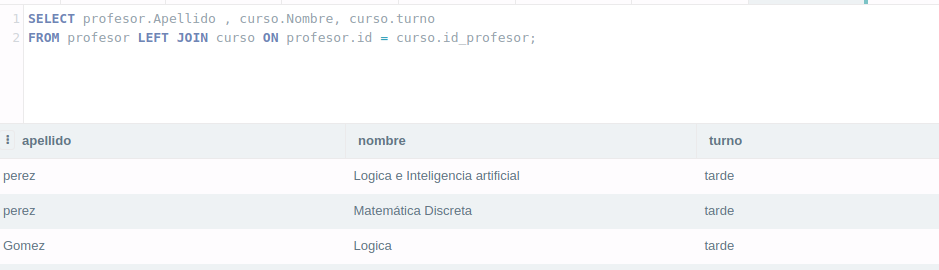 1 SELECT profesor.Apellido , curso.Nombre, curso.turno
2 FROM profesor LEFT JOIN curso ON profesor.id = curso.id_profesor;
apellido nombre turno
perez Logica e Inteligencia artificial tarde
perez Matemática Discreta tarde
Gomez Logica tarde